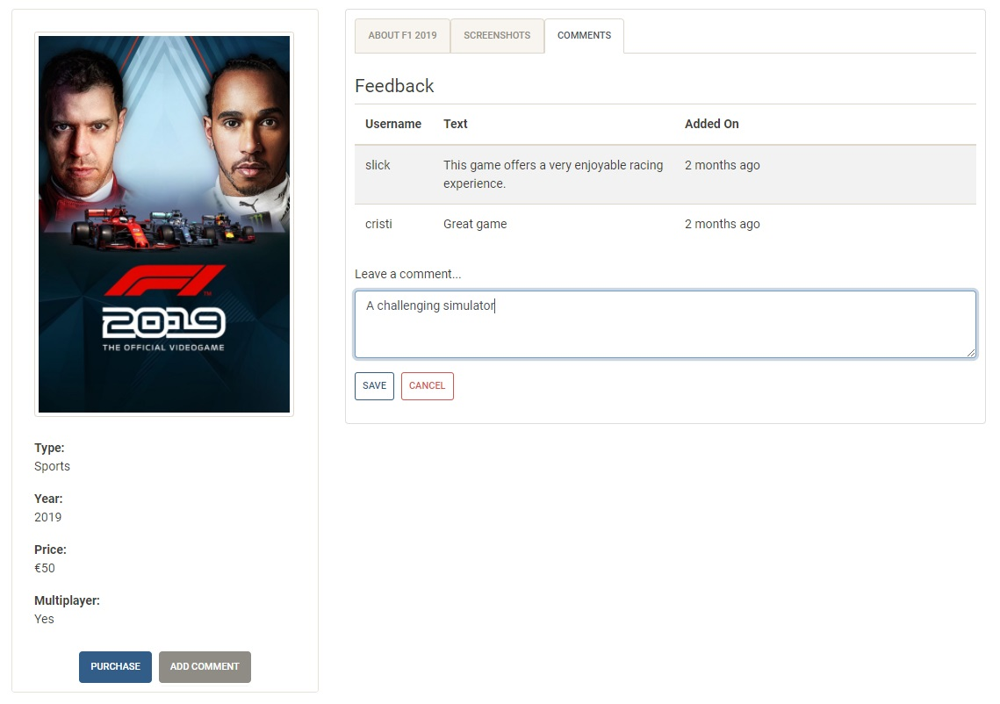 F1
2019
THE OFFICIAL VIDEOGAME
Type:
Sports
Year:
2019
Price:
€50
Multiplayer:
Yes
PURCHASE ADD COMMENT
ABOUT F1 2019 SCREENSHOTS COMMENTS
Feedback
Username Text Added On
slick This game offers a very enjoyable racing 2 months ago
experience.
cristi Great game 2 months ago
Leave a comment...
A challenging simulator
SAVE CANCEL